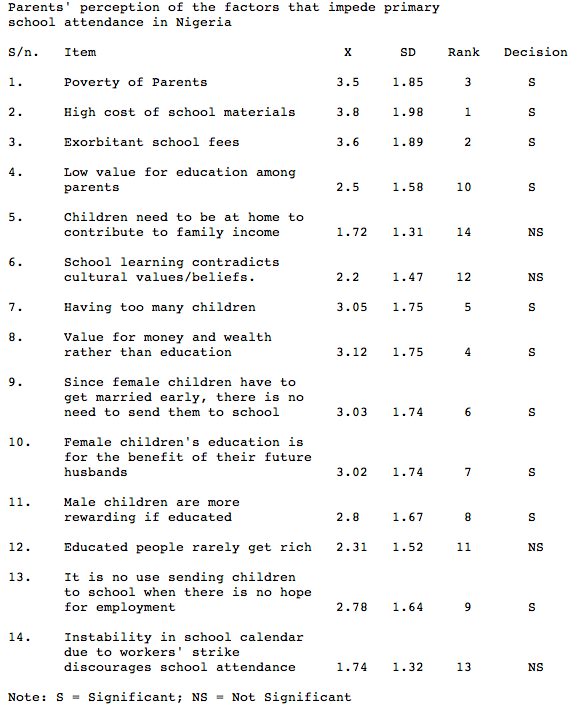 Parents' perception of the factors that impede primary
school attendance in Nigeria
S/n. Item X SD Rank Decision
1. Poverty of Parents 3.5 1.85 3 S
2. High cost of school materials 3.8 1.98 1 S
3. Exorbitant school fees 3.6 1.89 2 S
4. Low value for education among
parents 2.5 1.58 10 S
5. Children need to be at home to
contribute to family income 1.72 1.31 14 NS
6. School learning contradicts
cultural values/beliefs. 2.2 1.47 12 NS
7. Having too many children 3.05 1.75 5 S
8. Value for money and wealth
rather than education 3.12 1.75 4 S
9. Since female children have to
get married early, there is no
need to send them to school 3.03 1.74 6 S
10. Female children's education is
for the benefit of their future
husbands 3.02 1.74 7 S
11. Male children are more
rewarding if educated 2.8 1.67 8 S
12. Educated people rarely get rich 2.31 1.52 11 NS
13. It is no use sending children
to school when there is no hope
for employment 2.78 1.64 9 S
14. Instability in school calendar
due to workers' strike
discourages school attendance 1.74 1.32 13 NS
Note: S = Significant; NS = Not Significant